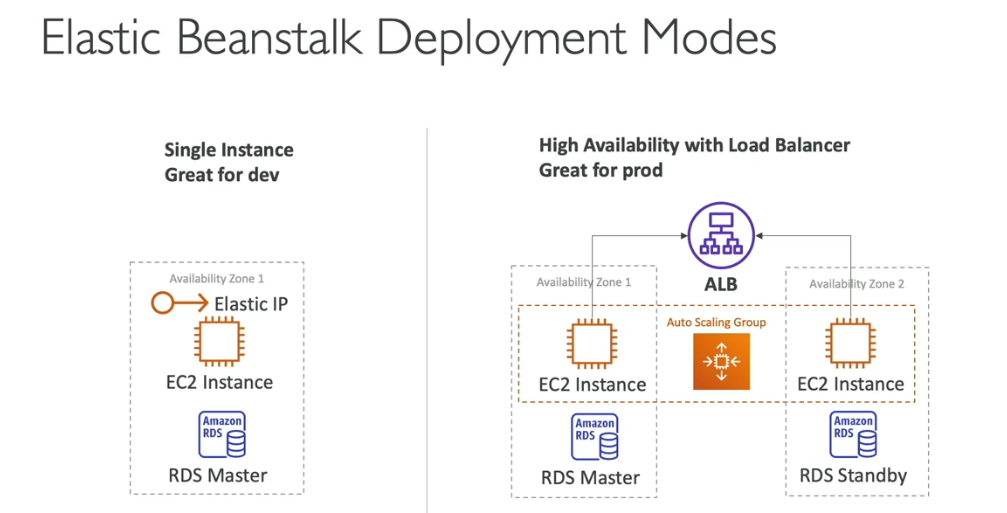 Elastic Beanstalk Deployment Modes
Single Instance
Great for dev
Availability Zone 1
Elastic IP
EC2 Instance
Amazon
RDS
RDS Master
High Availability with Load Balancer
Great for prod
ALB
Availability Zone 1
Availability Zone 2
Auto Scaling Group
EC2 Instance
EC2 Instance
Amazon
RDS
RDS Master
Amazon
RDS
RDS Standby